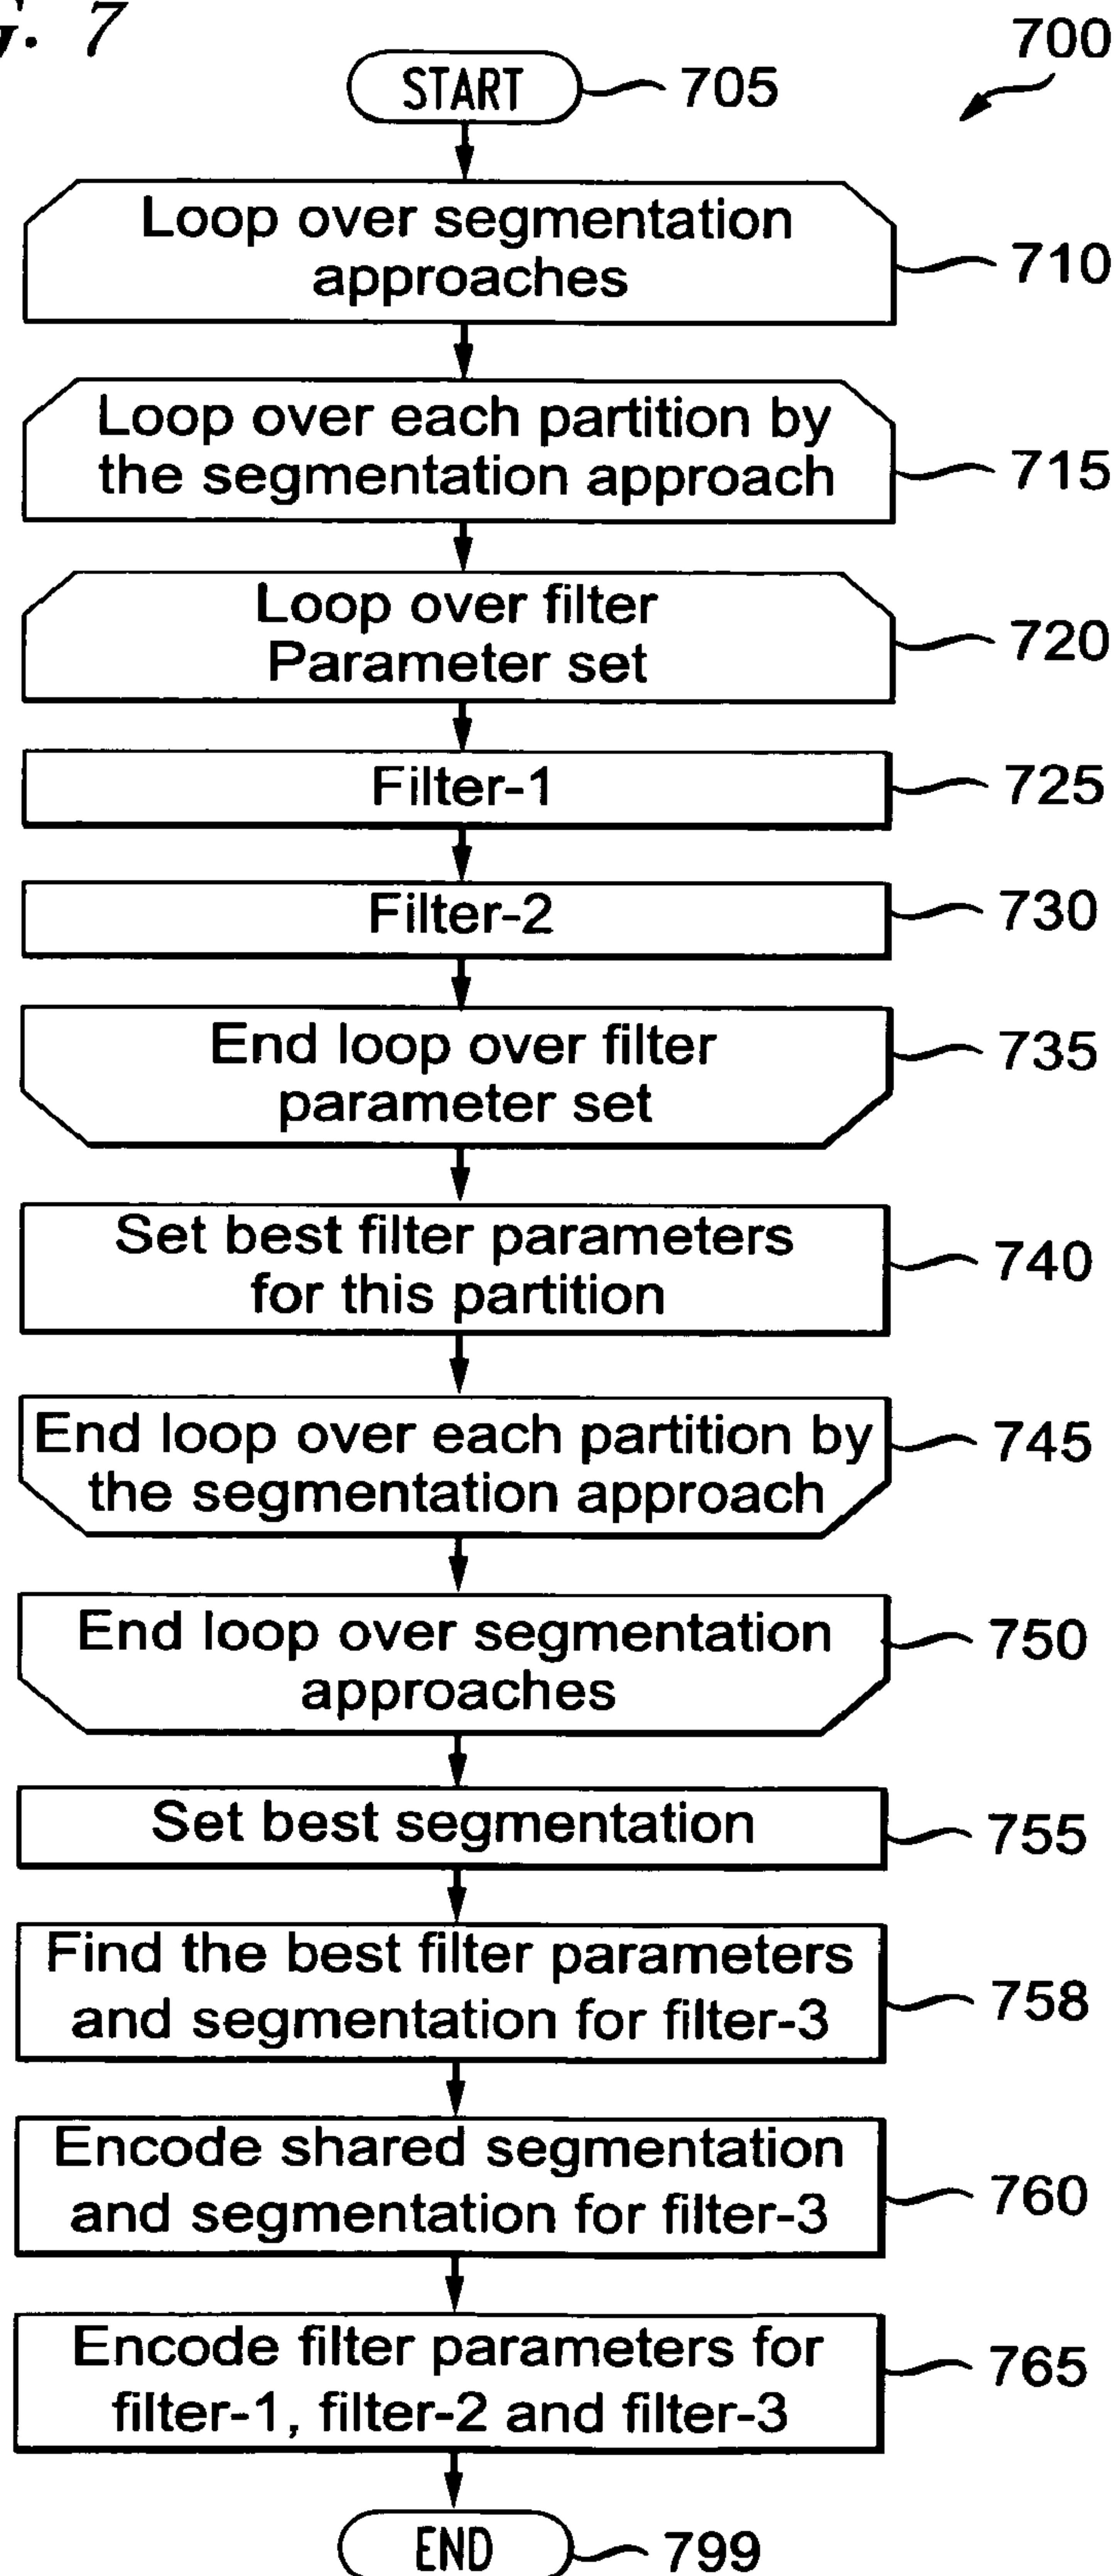 G. 7
700
START
705
Loop over segmentation
approaches
710
Loop over each partition by
the segmentation approach
715
Loop over filter
Parameter set
720
Filter-1
725
Filter-2
730
End loop over filter
parameter set
735
Set best filter parameters
for this partition
740
End loop over each partition by
the segmentation approach
745
End loop over segmentation
approaches
750
Set best segmentation
755
Find the best filter parameters
and segmentation for filter-3
758
Encode shared segmentation
and segmentation for filter-3
760
Encode filter parameters for
filter-1, filter-2 and filter-3
765
END
799